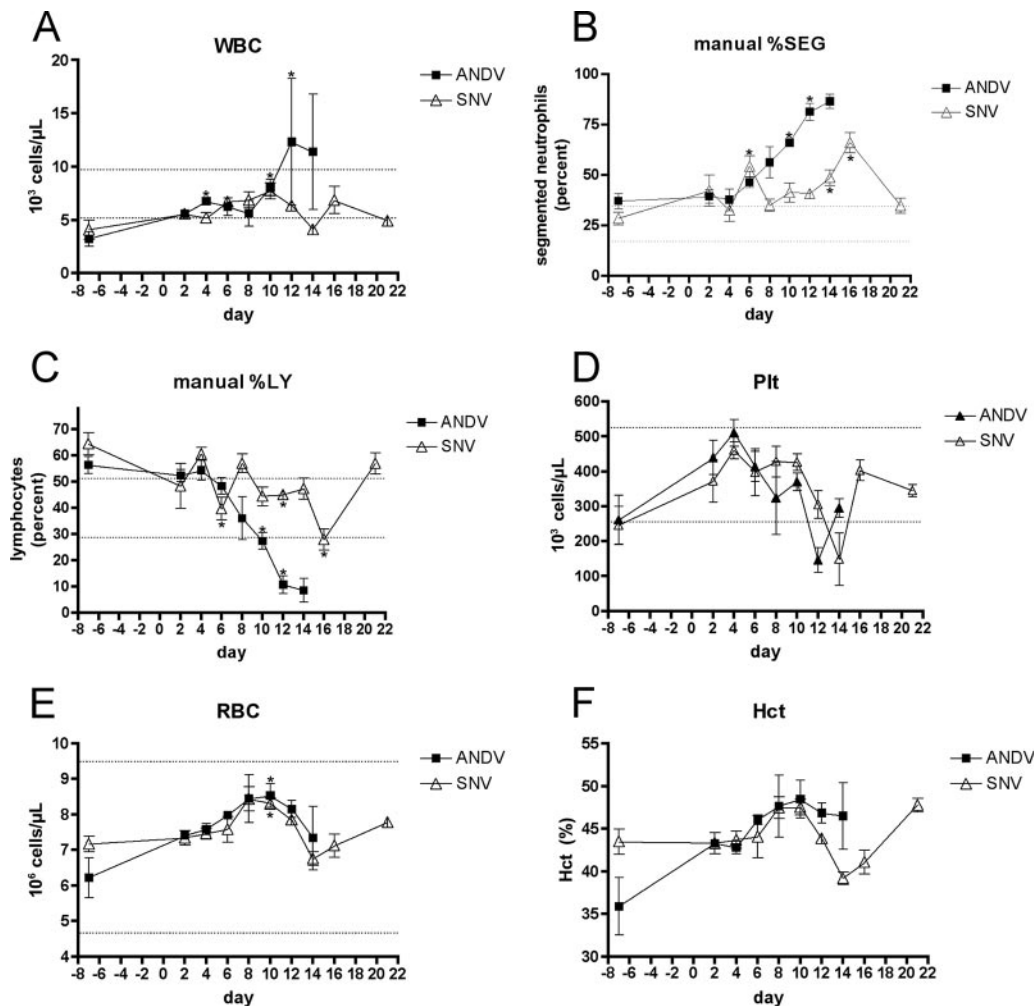 A
WBC
20
15
10
5
0
10³ cells/µL
-8 -6 -4 -2 0 2 4 6 8 10 12 14 16 18 20 22
day
* * * *
ANDV
SNV
B
manual %SEG
100
75
50
25
0
segmented neutrophils
(percent)
-8 -6 -4 -2 0 2 4 6 8 10 12 14 16 18 20 22
day
* * * * *
ANDV
SNV
C
manual %LY
70
60
50
40
30
20
10
0
lymphocytes
(percent)
-8 -6 -4 -2 0 2 4 6 8 10 12 14 16 18 20 22
day
* * * * *
ANDV
SNV
D
Plt
600
500
400
300
200
100
0
10³ cells/µL
-8 -6 -4 -2 0 2 4 6 8 10 12 14 16 18 20 22
day
ANDV
SNV
E
RBC
10
9
8
7
6
5
4
10⁶ cells/µL
-8 -6 -4 -2 0 2 4 6 8 10 12 14 16 18 20 22
day
* *
ANDV
SNV
F
Hct
55
50
45
40
35
30
Hct (%)
-8 -6 -4 -2 0 2 4 6 8 10 12 14 16 18 20 22
day
ANDV
SNV